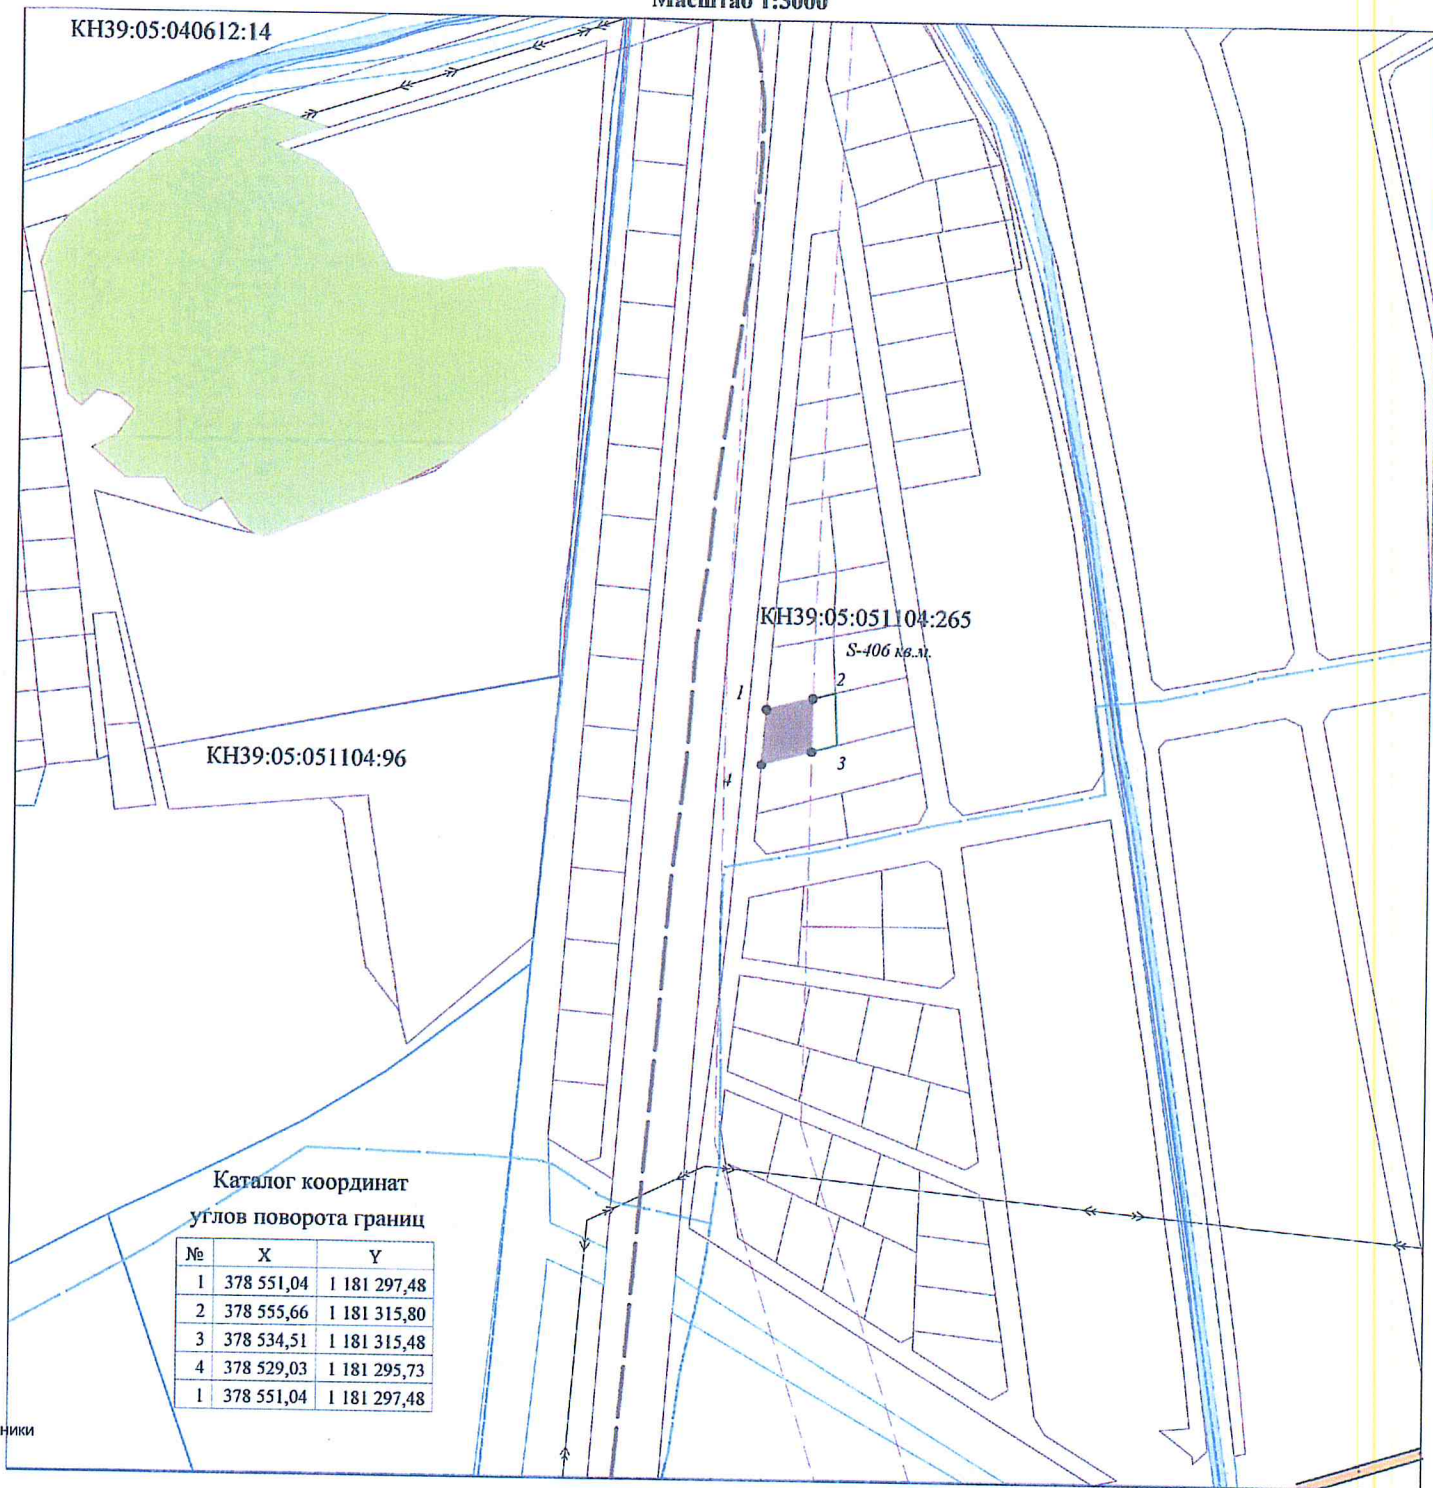 Масштаб 1:5000
КН39:05:040612:14
КН39:05:051104:265
S-406 кв.м.
1
2
3
4
КН39:05:051104:96
Каталог координат
углов поворота границ
№ X Y
1 378 551,04 1 181 297,48
2 378 555,66 1 181 315,80
3 378 534,51 1 181 315,48
4 378 529,03 1 181 295,73
1 378 551,04 1 181 297,48
ники